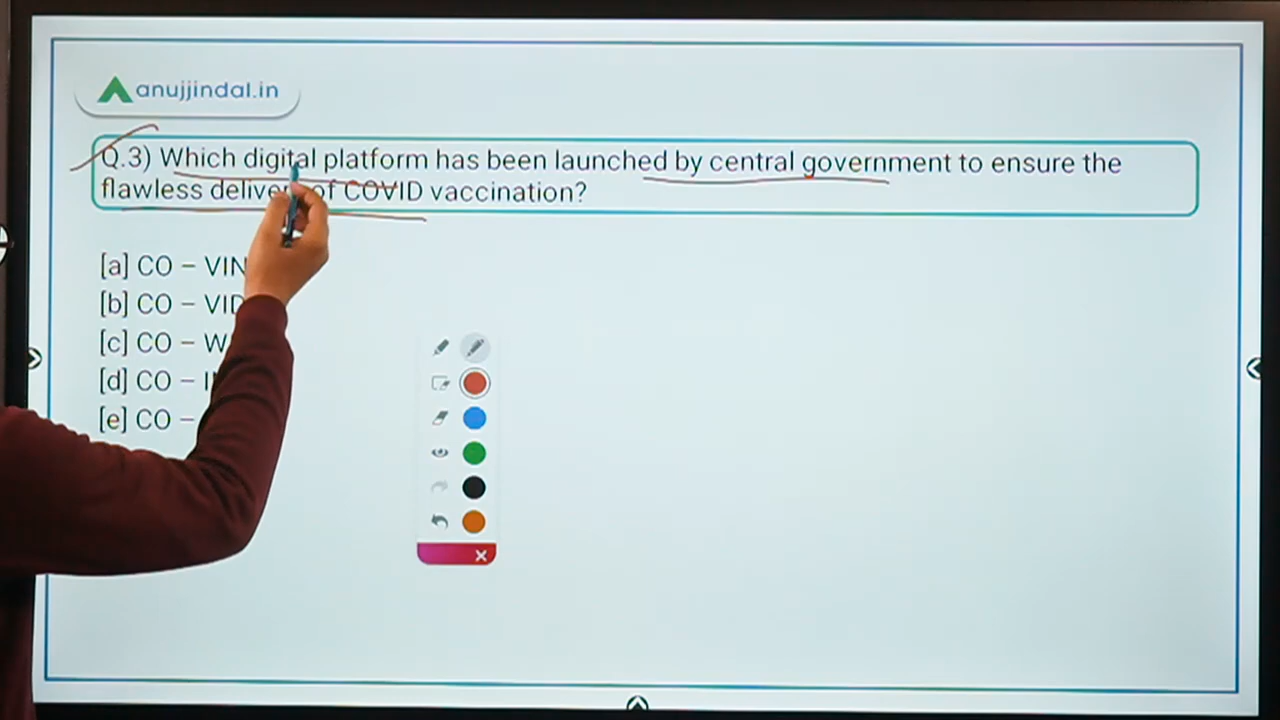 anujjindal.in
Q.3) Which digital platform has been launched by central government to ensure the
flawless of COVID vaccination?
[a] CO – VIN
[b] CO – VID
[c] CO –
[d] CO –
[e] CO –